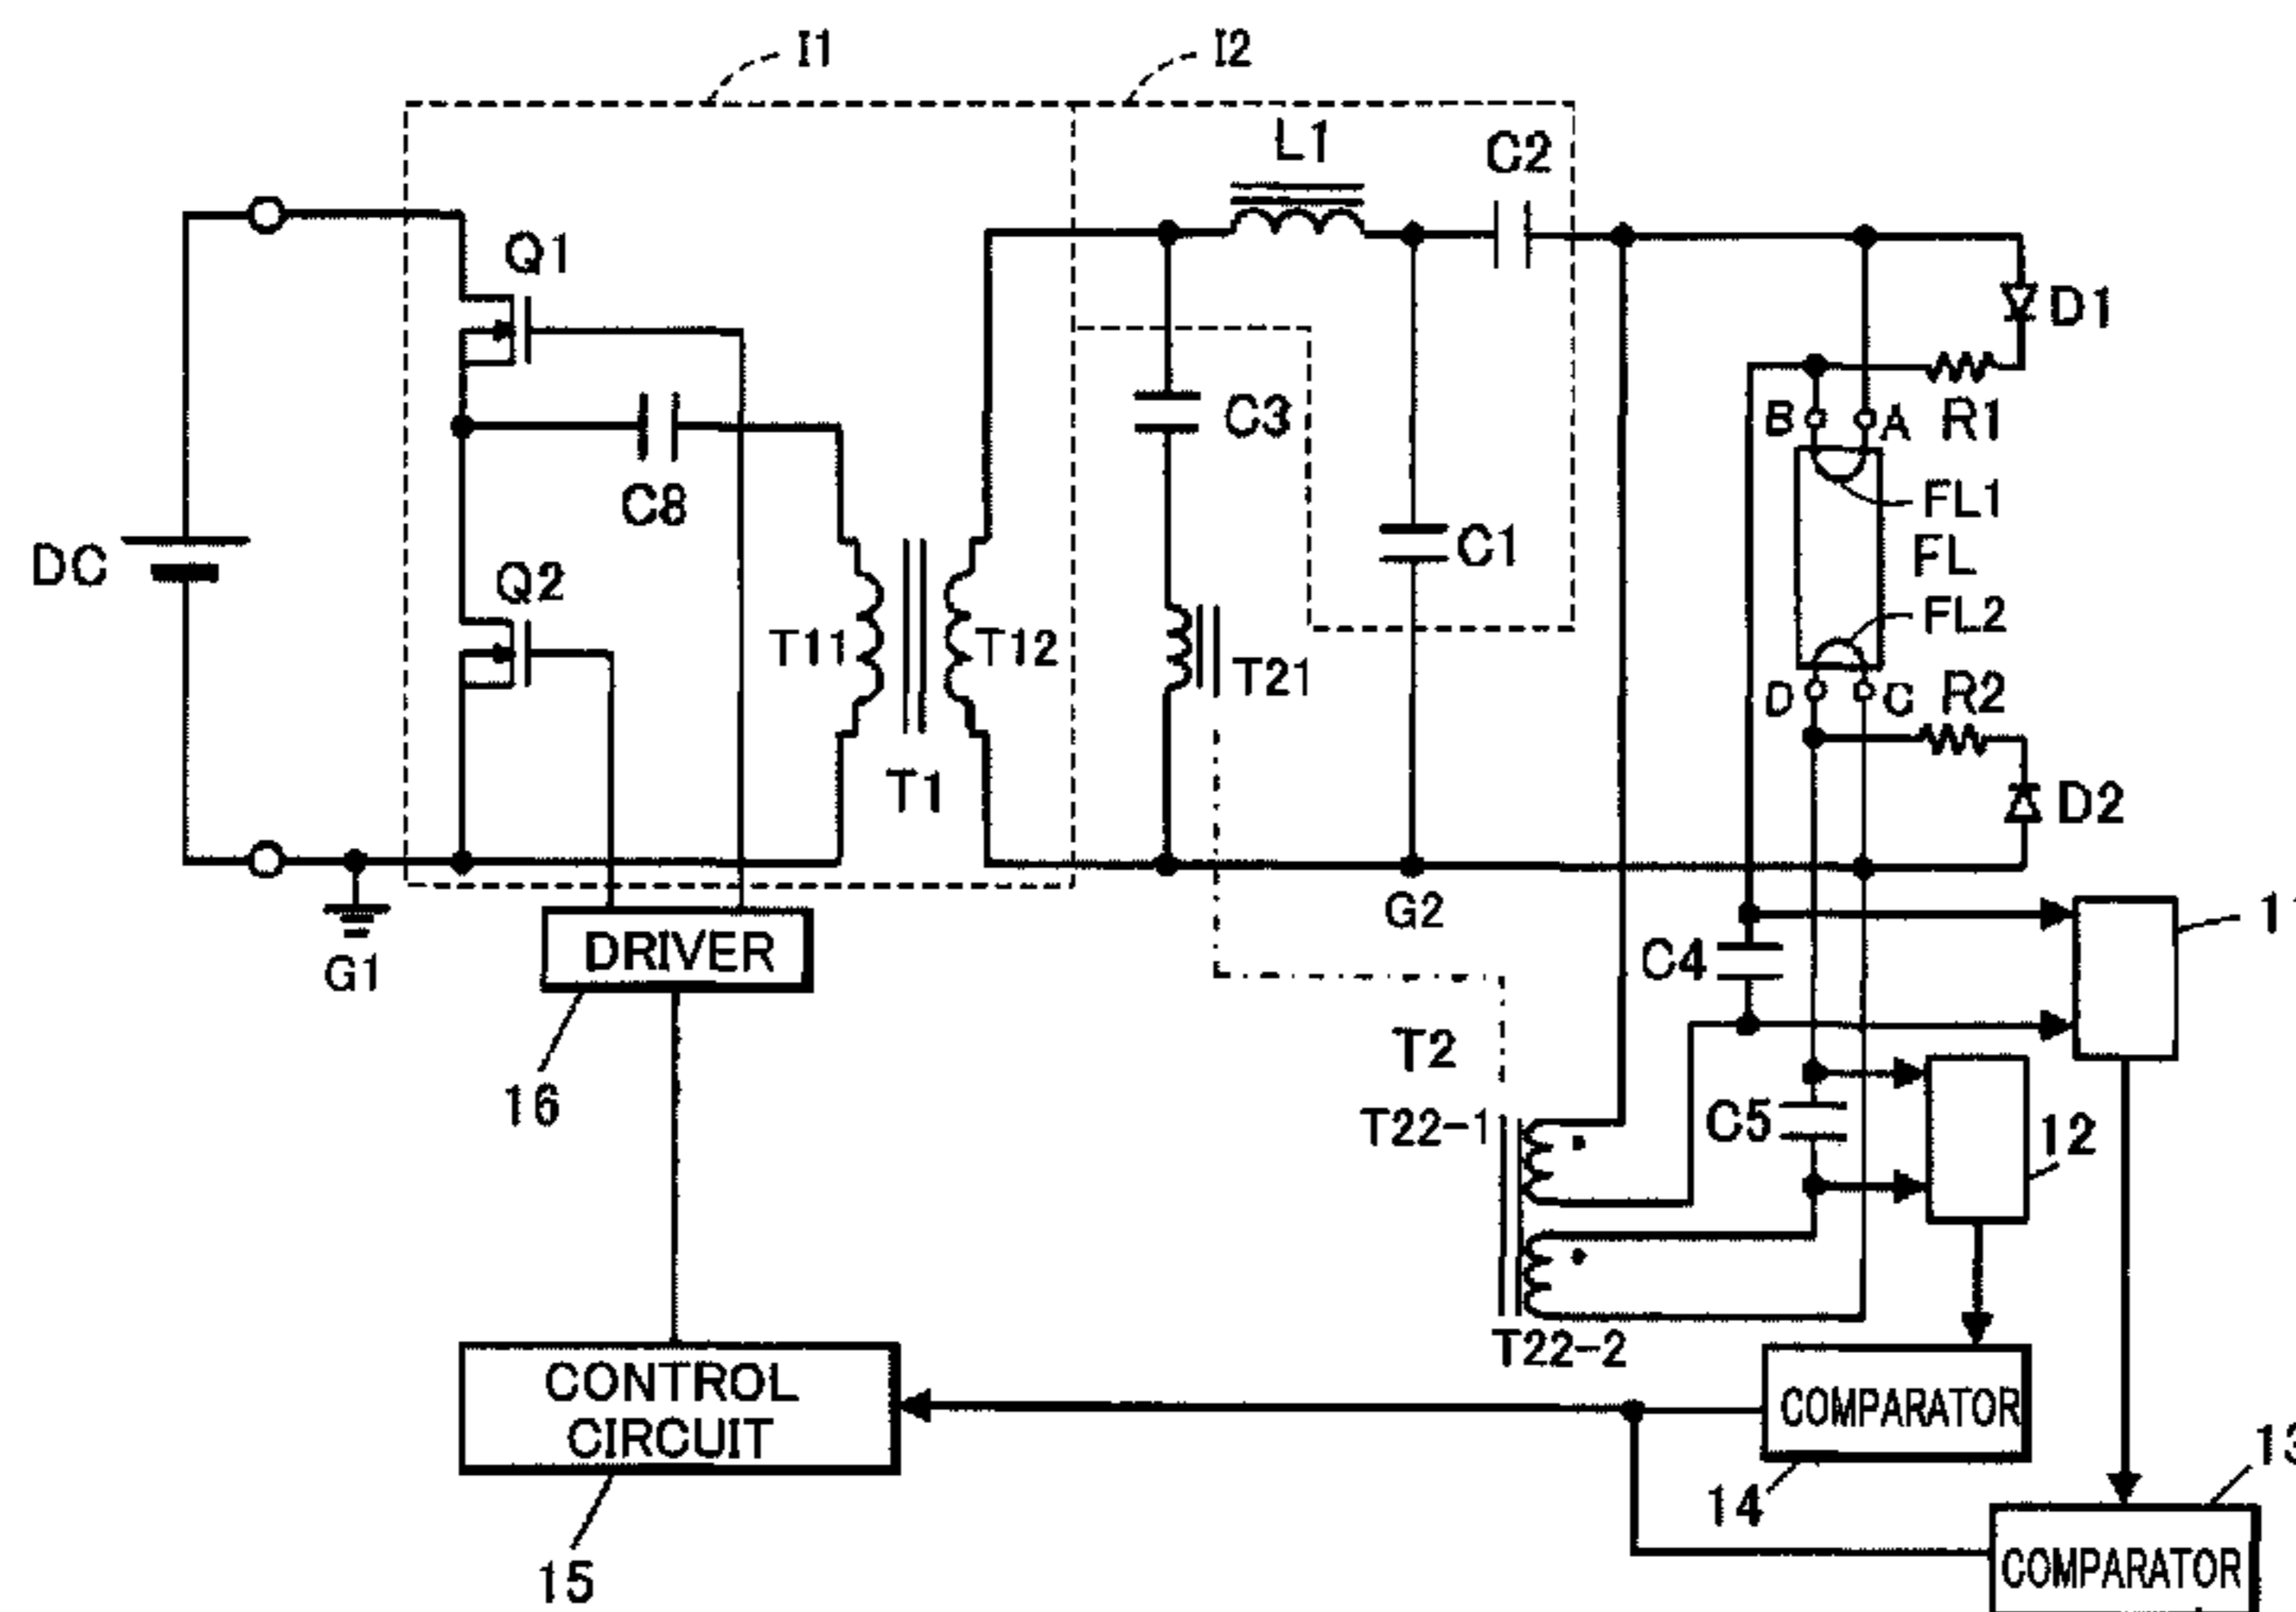 I1
I2
L1
C2
Q1
D1
C3
B
A
R1
C8
FL1
DC
C1
FL
Q2
FL2
T11
T12
T21
D
C
R2
T1
D2
G2
DRIVER
C4
G1
T2
16
T22-1
C5
12
T22-2
CONTROL
CIRCUIT
COMPARATOR
14
15
COMPARATOR